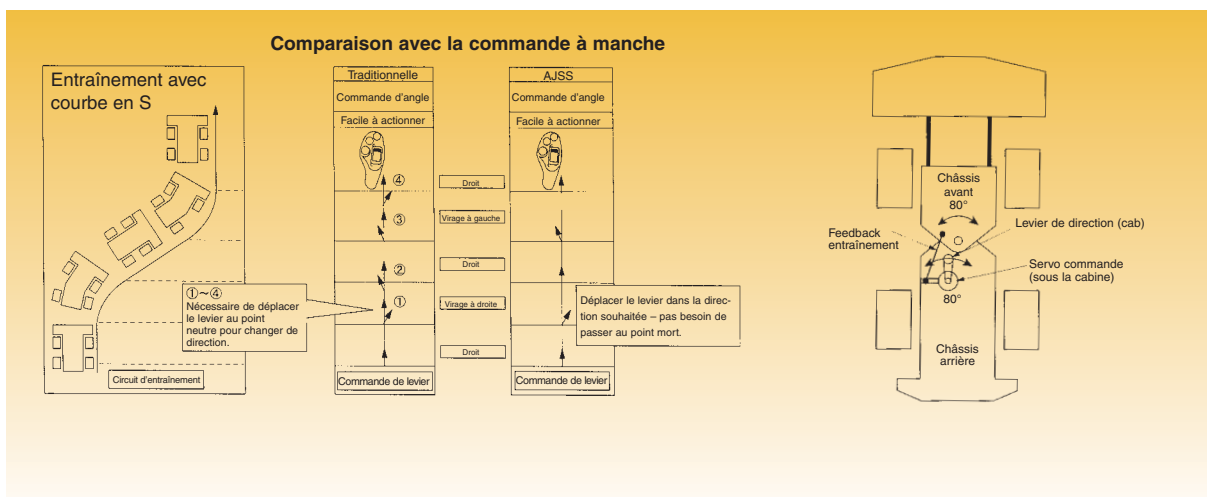 Comparaison avec la commande à manche
Entraînement avec
courbe en S
①~④
Nécessaire de déplacer
le levier au point
neutre pour changer de
direction.
Circuit d'entraînement
Traditionnelle
Commande d'angle
Facile à actionner
④
③
②
①
Commande de levier
Droit
Virage à gauche
Droit
Virage à droite
Droit
AJSS
Commande d'angle
Facile à actionner
Déplacer le levier dans la direc-
tion souhaitée – pas besoin de
passer au point mort.
Commande de levier
Châssis
avant
80°
Levier de direction (cab)
Feedback
entraînement
Servo commande
(sous la cabine)
80°
Châssis
arrière